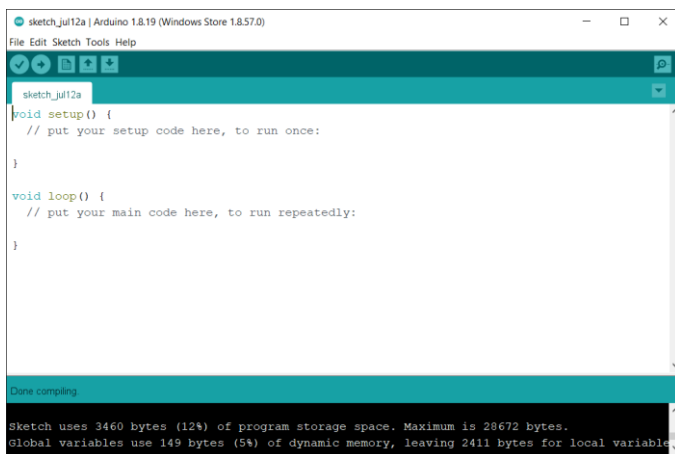 sketch_jul12a | Arduino 1.8.19 (Windows Store 1.8.57.0)
File Edit Sketch Tools Help
sketch_jul12a
void setup() {
// put your setup code here, to run once:
}
void loop() {
// put your main code here, to run repeatedly:
}
Done compiling.
Sketch uses 3460 bytes (12%) of program storage space. Maximum is 28672 bytes.
Global variables use 149 bytes (5%) of dynamic memory, leaving 2411 bytes for local variable